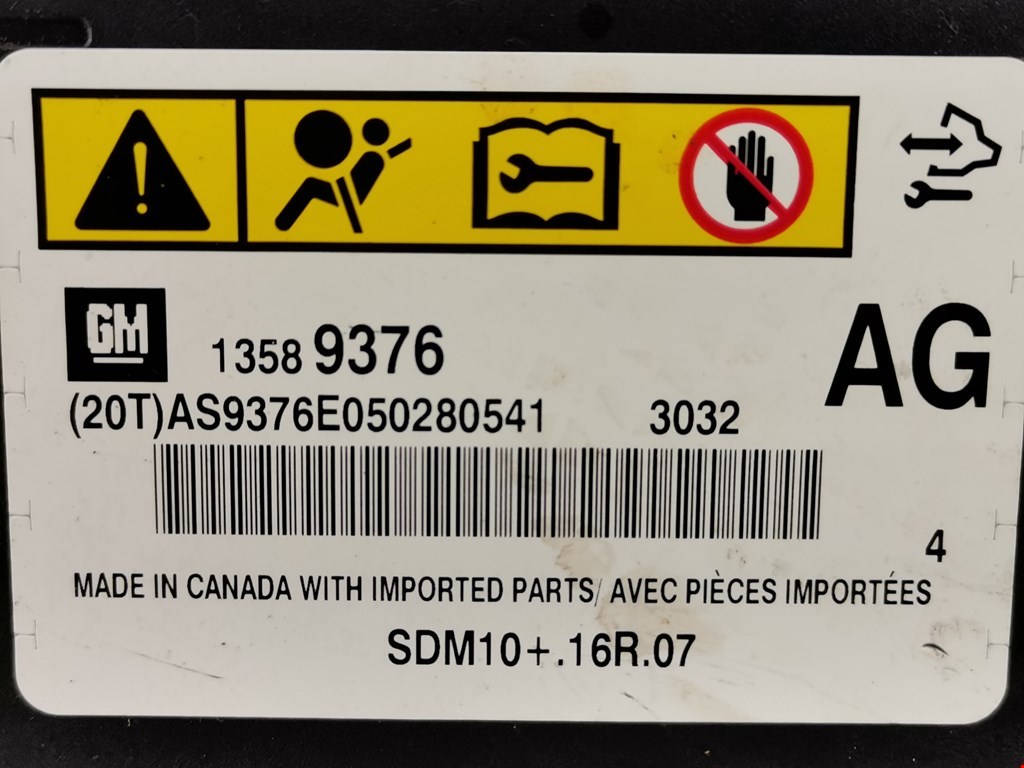 GM 1358 9376 AG
(20T)AS9376E050280541 3032
4
MADE IN CANADA WITH IMPORTED PARTS/ AVEC PIÈCES IMPORTÉES
SDM10+.16R.07